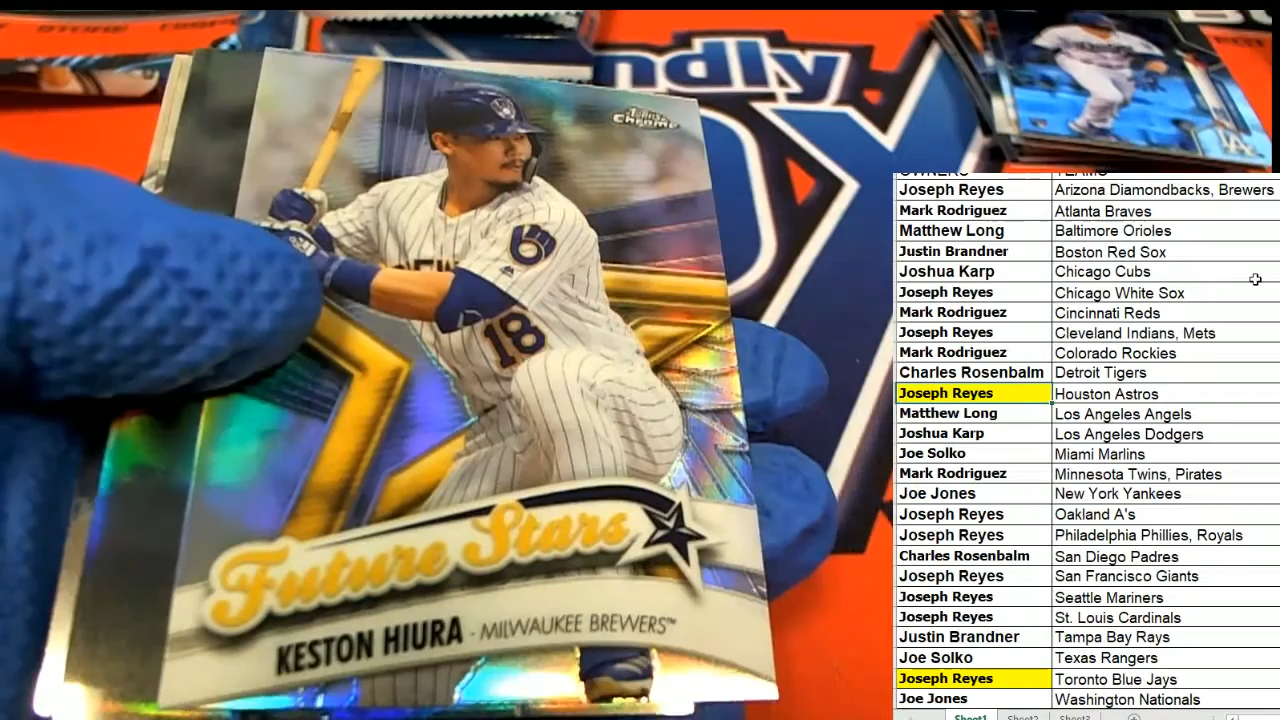 ndly
Topps
Chrome
18
Future Stars
KESTON HIURA - MILWAUKEE BREWERS™
LA
OWNERS TEAMS
Joseph Reyes Arizona Diamondbacks, Brewers
Mark Rodriguez Atlanta Braves
Matthew Long Baltimore Orioles
Justin Brandner Boston Red Sox
Joshua Karp Chicago Cubs
Joseph Reyes Chicago White Sox
Mark Rodriguez Cincinnati Reds
Joseph Reyes Cleveland Indians, Mets
Mark Rodriguez Colorado Rockies
Charles Rosenbalm Detroit Tigers
Joseph Reyes Houston Astros
Matthew Long Los Angeles Angels
Joshua Karp Los Angeles Dodgers
Joe Solko Miami Marlins
Mark Rodriguez Minnesota Twins, Pirates
Joe Jones New York Yankees
Joseph Reyes Oakland A's
Joseph Reyes Philadelphia Phillies, Royals
Charles Rosenbalm San Diego Padres
Joseph Reyes San Francisco Giants
Joseph Reyes Seattle Mariners
Joseph Reyes St. Louis Cardinals
Justin Brandner Tampa Bay Rays
Joe Solko Texas Rangers
Joseph Reyes Toronto Blue Jays
Joe Jones Washington Nationals
Sheet1 Sheet2 Sheet3